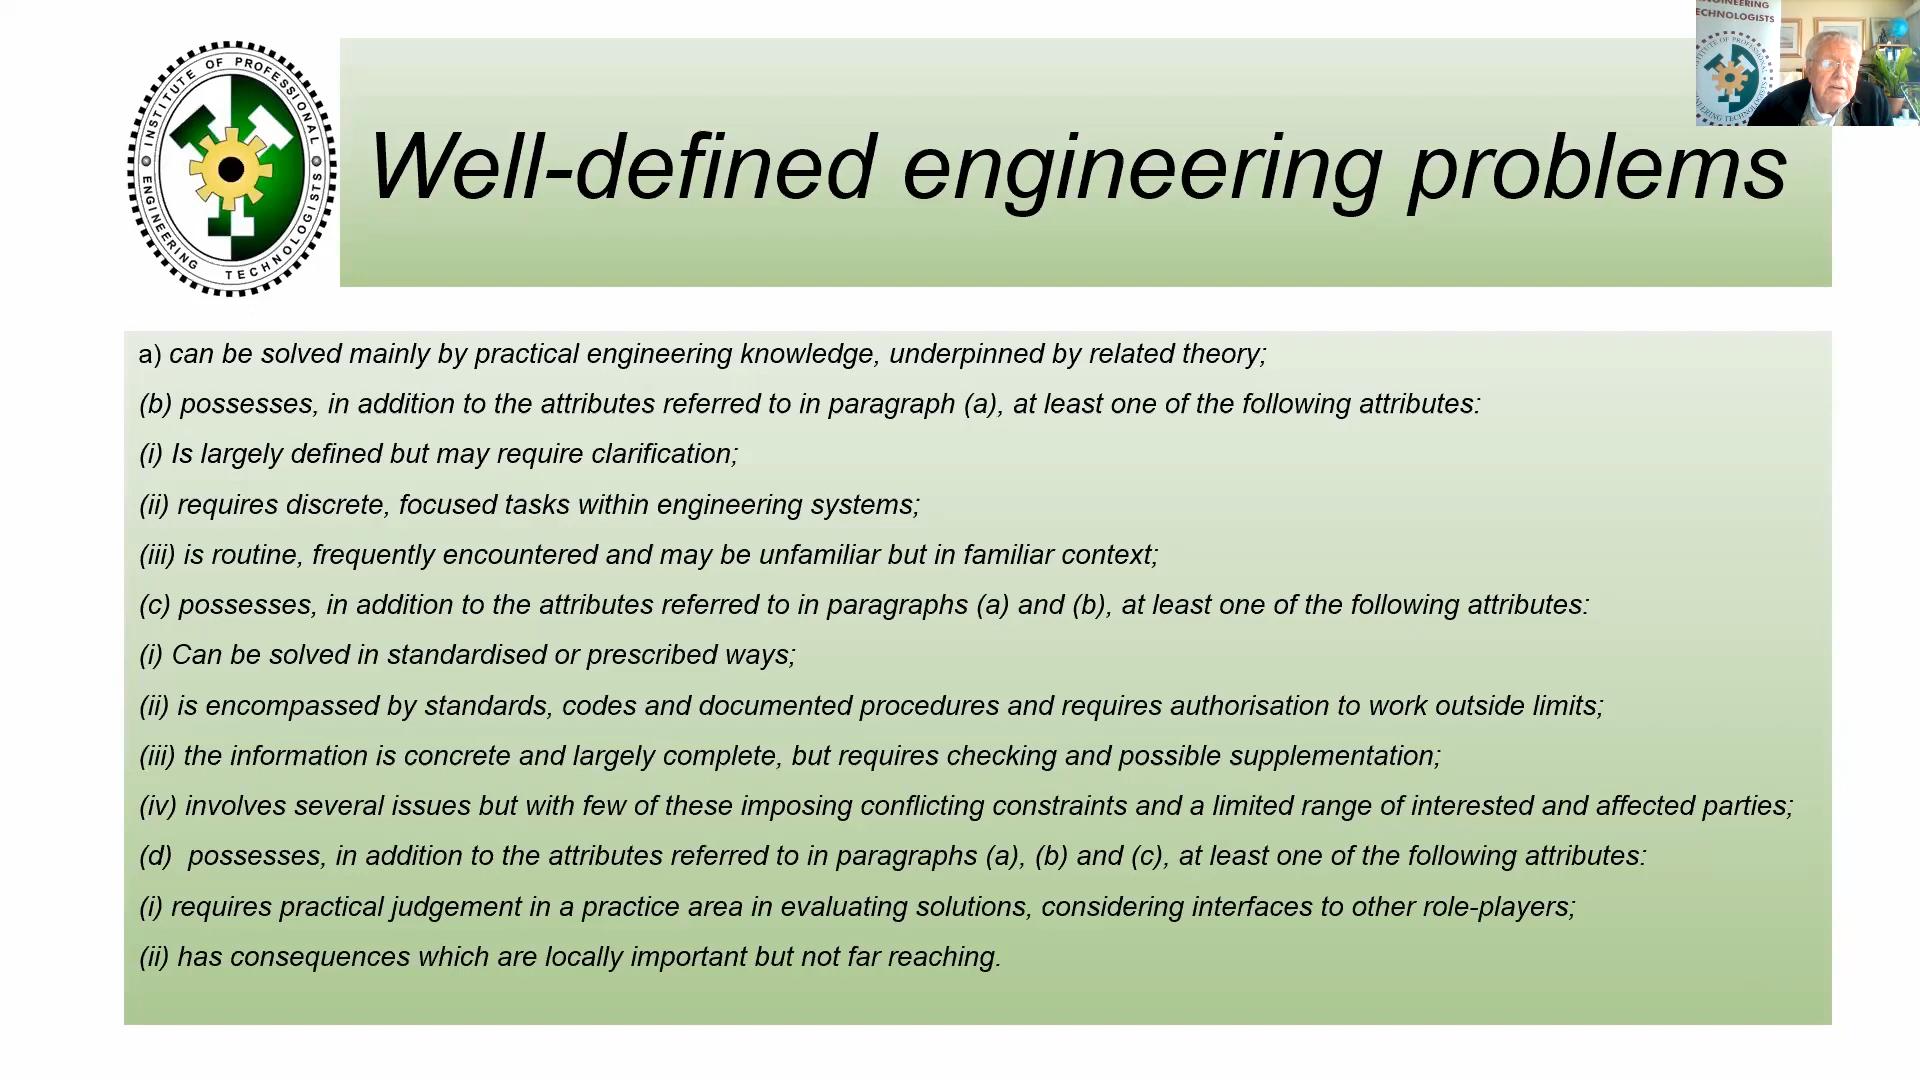 INSTITUTE OF PROFESSIONAL
ENGINEERING TECHNOLOGISTS
Well-defined engineering problems
ENGINEERING
TECHNOLOGISTS
a) can be solved mainly by practical engineering knowledge, underpinned by related theory;
(b) possesses, in addition to the attributes referred to in paragraph (a), at least one of the following attributes:
(i) Is largely defined but may require clarification;
(ii) requires discrete, focused tasks within engineering systems;
(iii) is routine, frequently encountered and may be unfamiliar but in familiar context;
(c) possesses, in addition to the attributes referred to in paragraphs (a) and (b), at least one of the following attributes:
(i) Can be solved in standardised or prescribed ways;
(ii) is encompassed by standards, codes and documented procedures and requires authorisation to work outside limits;
(iii) the information is concrete and largely complete, but requires checking and possible supplementation;
(iv) involves several issues but with few of these imposing conflicting constraints and a limited range of interested and affected parties;
(d) possesses, in addition to the attributes referred to in paragraphs (a), (b) and (c), at least one of the following attributes:
(i) requires practical judgement in a practice area in evaluating solutions, considering interfaces to other role-players;
(ii) has consequences which are locally important but not far reaching.